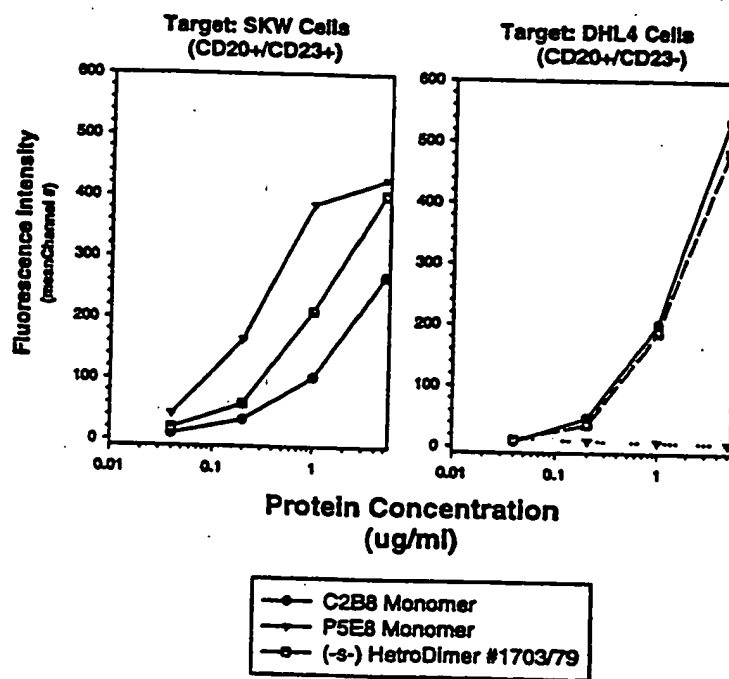 Target: SKW Cells
(CD20+/CD23+)
Target: DHL4 Cells
(CD20+/CD23-)
600
500
400
300
200
100
0
0.01
0.1
1
600
500
400
300
200
100
0
0.01
0.1
1
Fluorescence Intensity
(meanChannel #)
Protein Concentration
(ug/ml)
C2B8 Monomer
P5E8 Monomer
(-s-) HetroDimer #1703/79